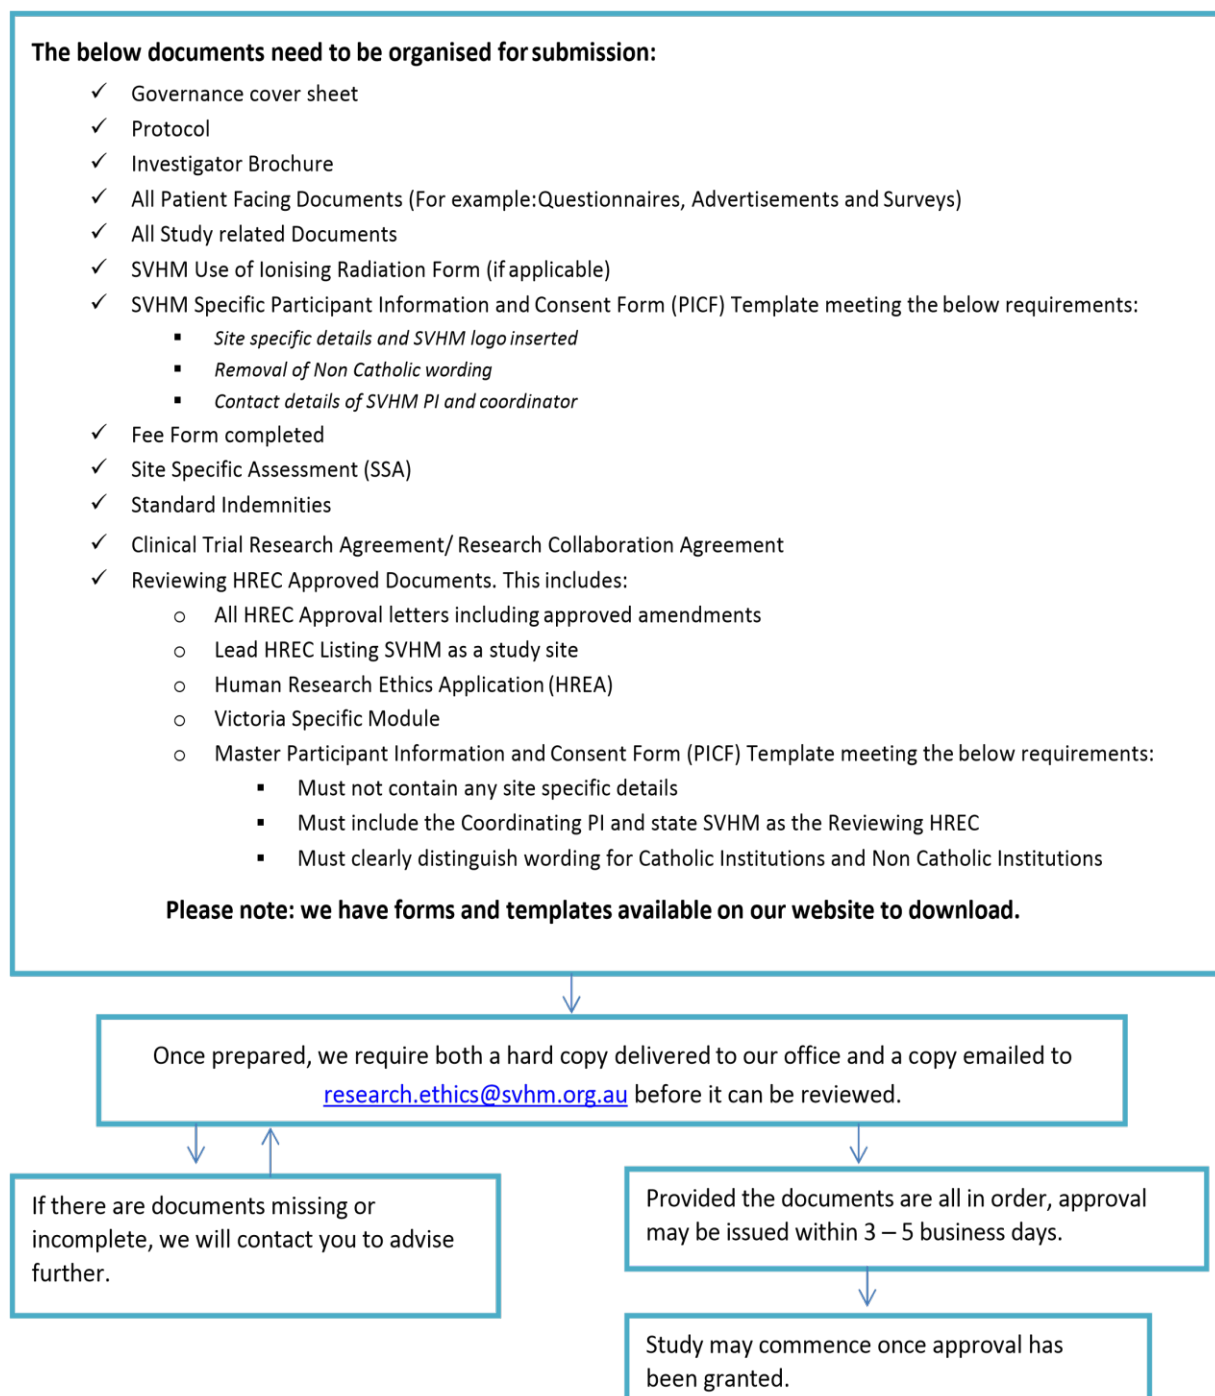 The below documents need to be organised for submission:
✓ Governance cover sheet
✓ Protocol
✓ Investigator Brochure
✓ All Patient Facing Documents (For example:Questionnaires, Advertisements and Surveys)
✓ All Study related Documents
✓ SVHM Use of Ionising Radiation Form (if applicable)
✓ SVHM Specific Participant Information and Consent Form (PICF) Template meeting the below requirements:
▪ Site specific details and SVHM logo inserted
▪ Removal of Non Catholic wording
▪ Contact details of SVHM PI and coordinator
✓ Fee Form completed
✓ Site Specific Assessment (SSA)
✓ Standard Indemnities
✓ Clinical Trial Research Agreement/ Research Collaboration Agreement
✓ Reviewing HREC Approved Documents. This includes:
o All HREC Approval letters including approved amendments
o Lead HREC Listing SVHM as a study site
o Human Research Ethics Application (HREA)
o Victoria Specific Module
o Master Participant Information and Consent Form (PICF) Template meeting the below requirements:
▪ Must not contain any site specific details
▪ Must include the Coordinating PI and state SVHM as the Reviewing HREC
▪ Must clearly distinguish wording for Catholic Institutions and Non Catholic Institutions
Please note: we have forms and templates available on our website to download.
Once prepared, we require both a hard copy delivered to our office and a copy emailed to
research.ethics@svhm.org.au before it can be reviewed.
If there are documents missing or
incomplete, we will contact you to advise
further.
Provided the documents are all in order, approval
may be issued within 3 – 5 business days.
Study may commence once approval has
been granted.